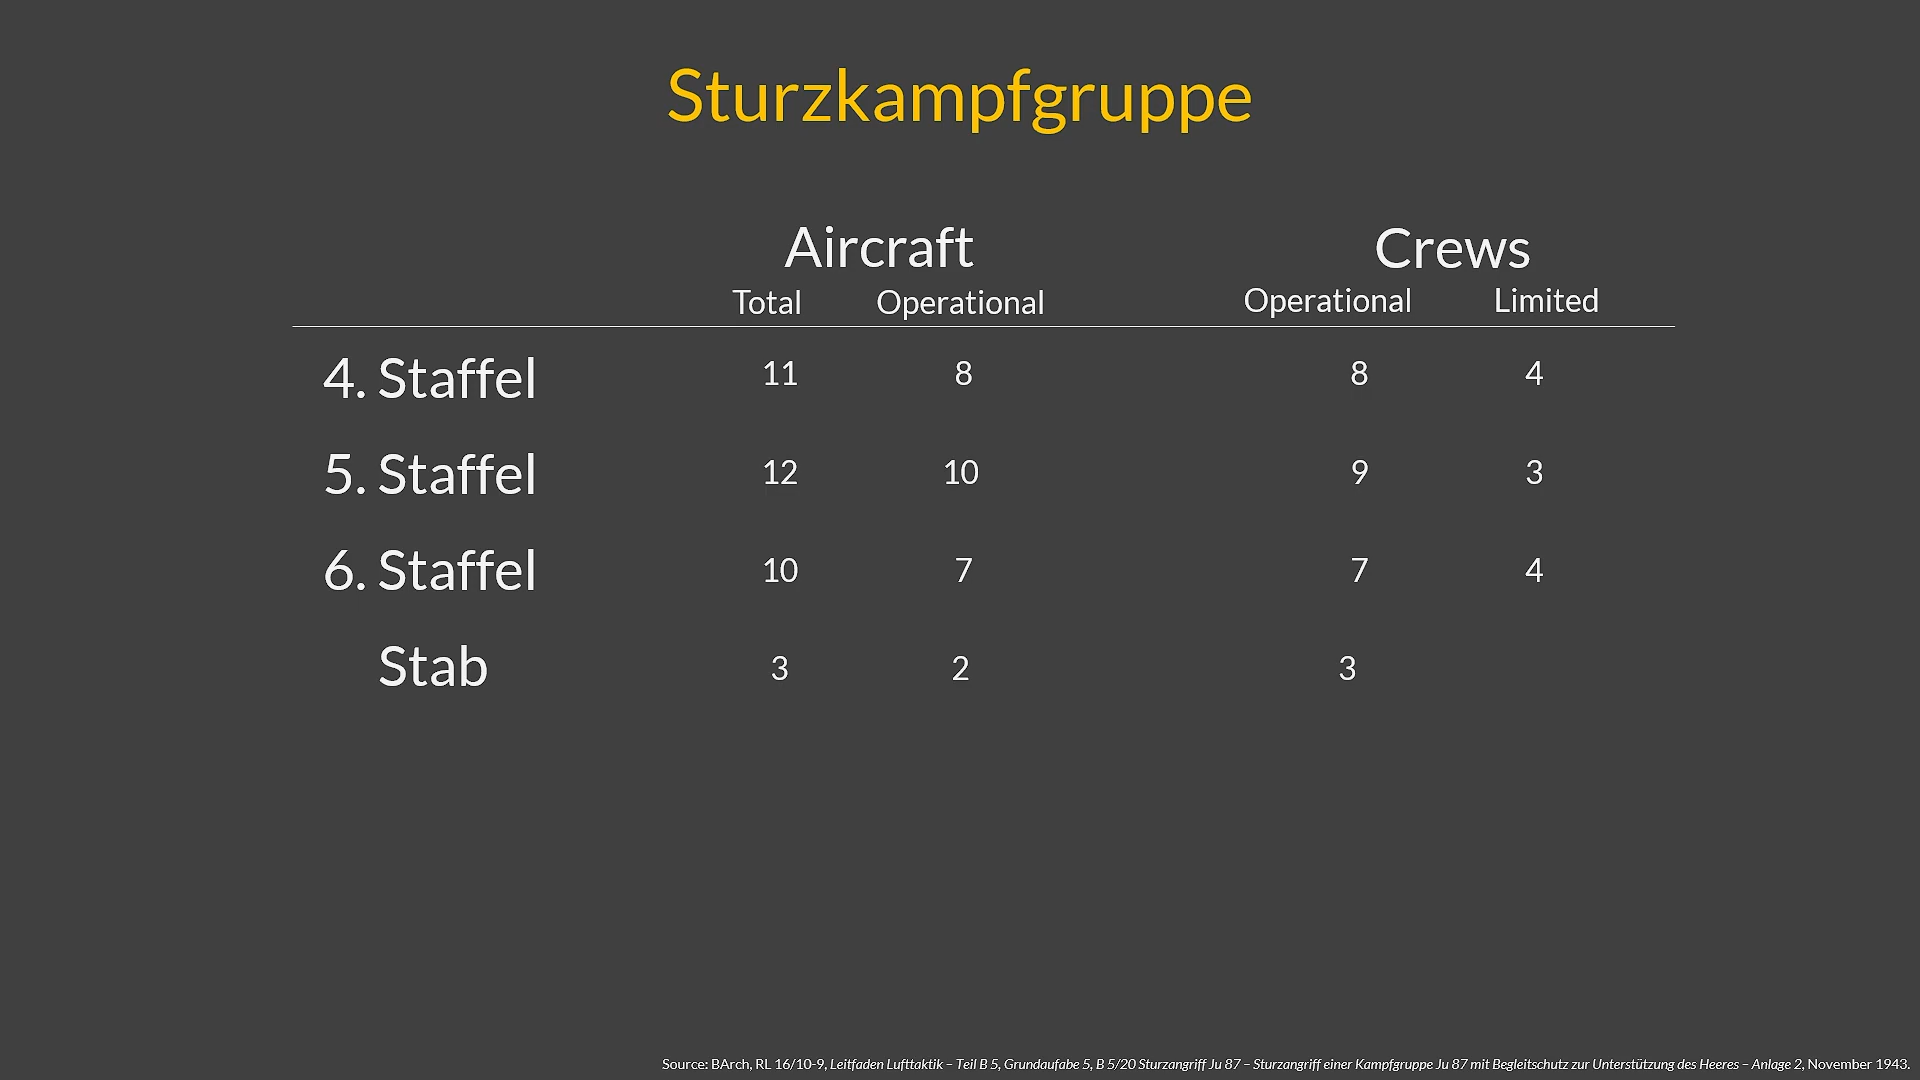 Sturzkampfgruppe
Aircraft Crews
Total Operational Operational Limited
4. Staffel 11 8 8 4
5. Staffel 12 10 9 3
6. Staffel 10 7 7 4
Stab 3 2 3
Source: BArch, RL 16/10-9, Leitfaden Lufttaktik – Teil B 5, Grundaufabe 5, B 5/20 Sturzangriff Ju 87 – Sturzangriff einer Kampfgruppe Ju 87 mit Begleitschutz zur Unterstützung des Heeres – Anlage 2, November 1943.